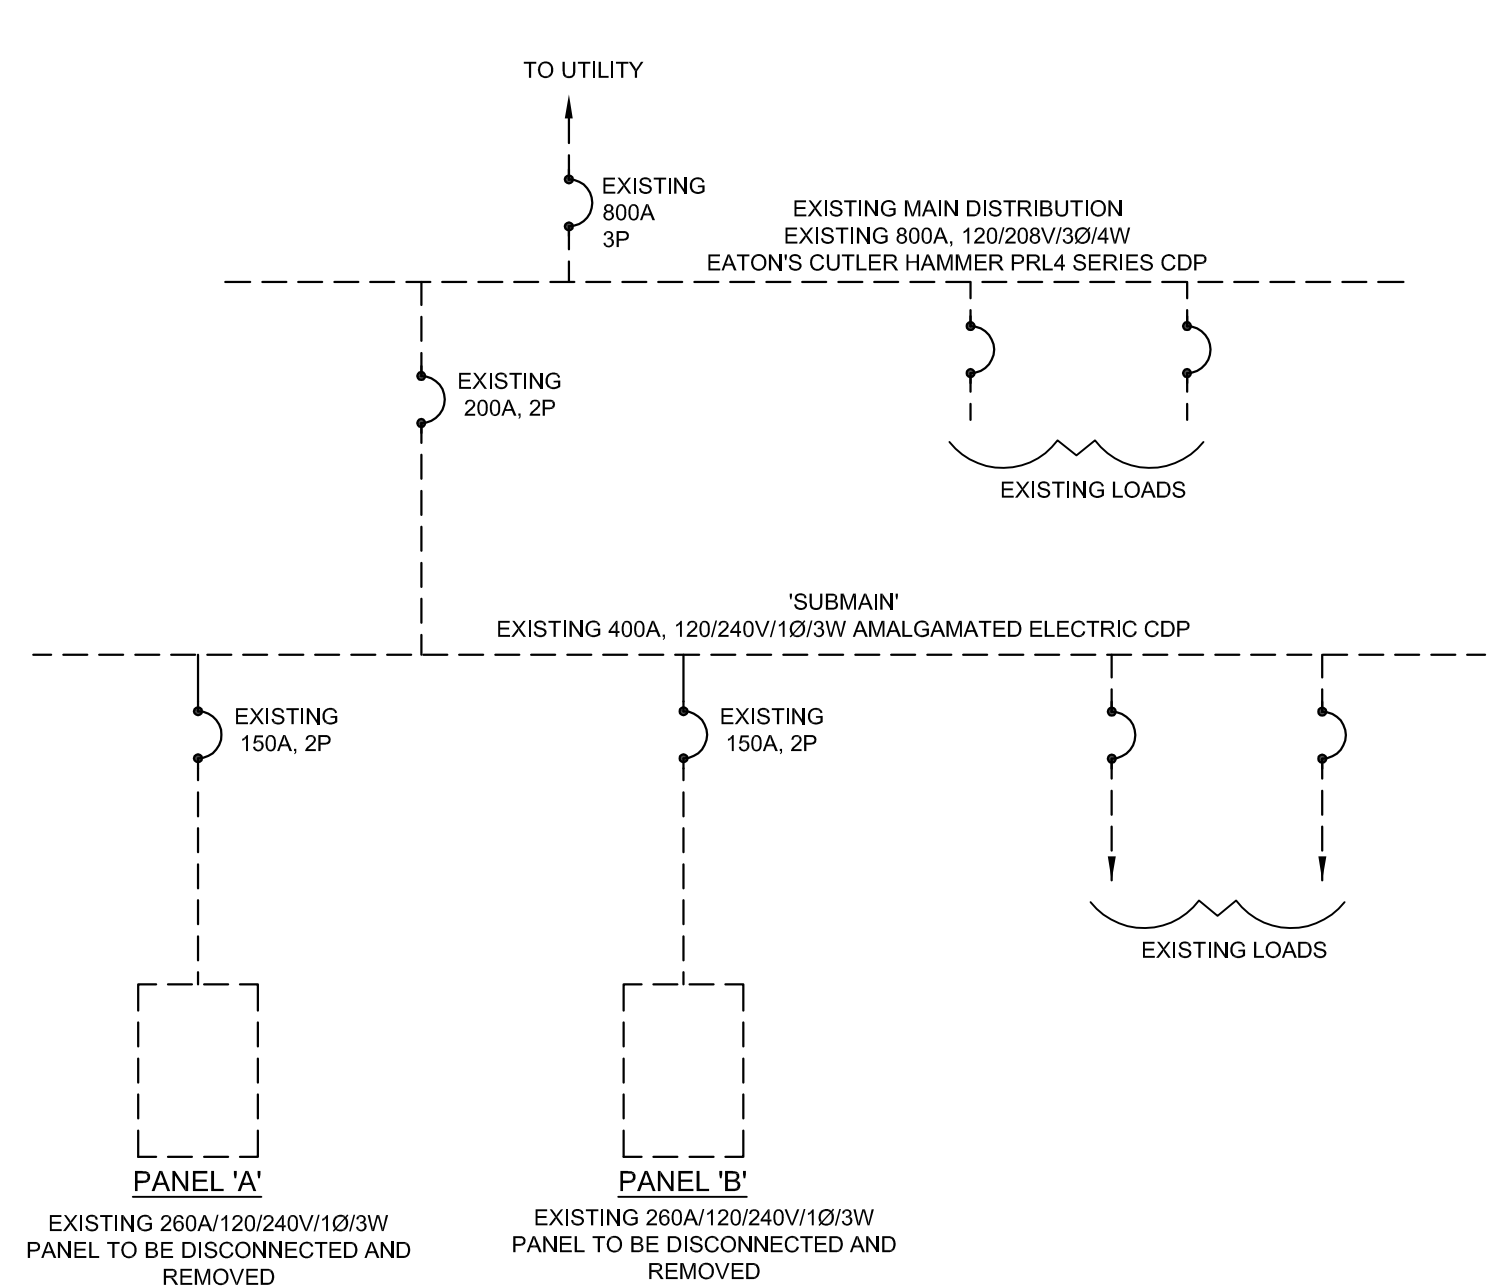 TO UTILITY
EXISTING
800A
3P
EXISTING MAIN DISTRIBUTION
EXISTING 800A, 120/208V/3Ø/4W
EATON'S CUTLER HAMMER PRL4 SERIES CDP
EXISTING
200A, 2P
EXISTING LOADS
'SUBMAIN'
EXISTING 400A, 120/240V/1Ø/3W AMALGAMATED ELECTRIC CDP
EXISTING
150A, 2P
EXISTING
150A, 2P
EXISTING LOADS
PANEL 'A'
EXISTING 260A/120/240V/1Ø/3W
PANEL TO BE DISCONNECTED AND
REMOVED
PANEL 'B'
EXISTING 260A/120/240V/1Ø/3W
PANEL TO BE DISCONNECTED AND
REMOVED